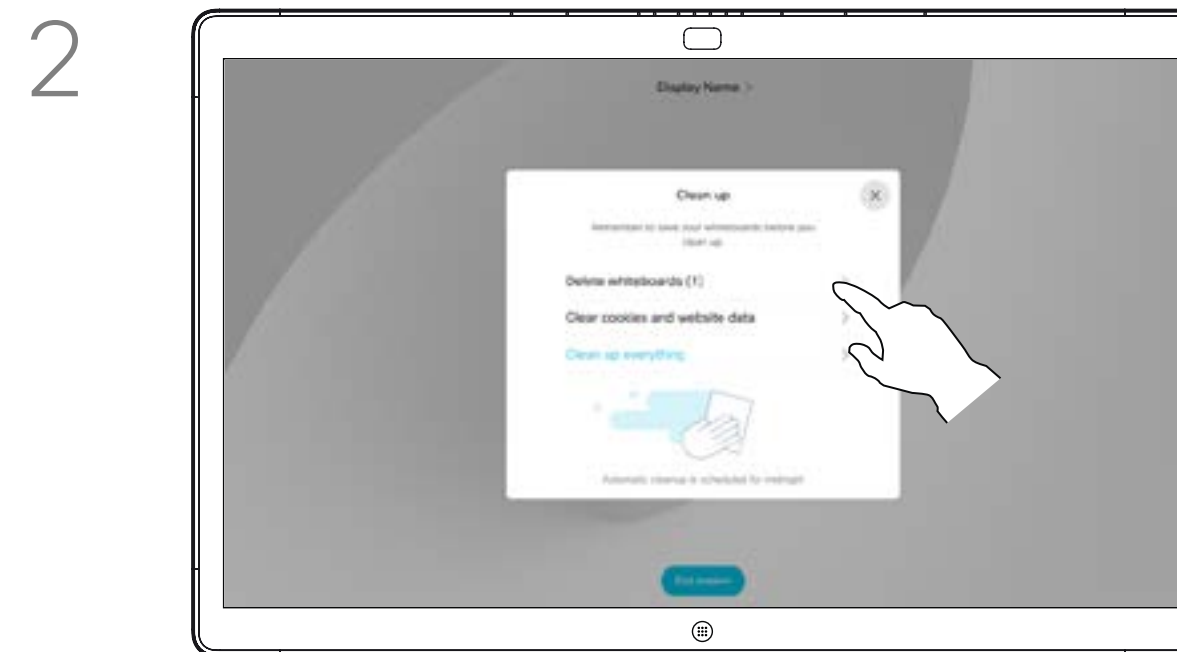 2
Display Name >
Clean up
Remember to save your whiteboards before you
clean up
Delete whiteboards (1)
Clear cookies and website data
Clean up everything
Automatic cleanup is scheduled for midnight
End session